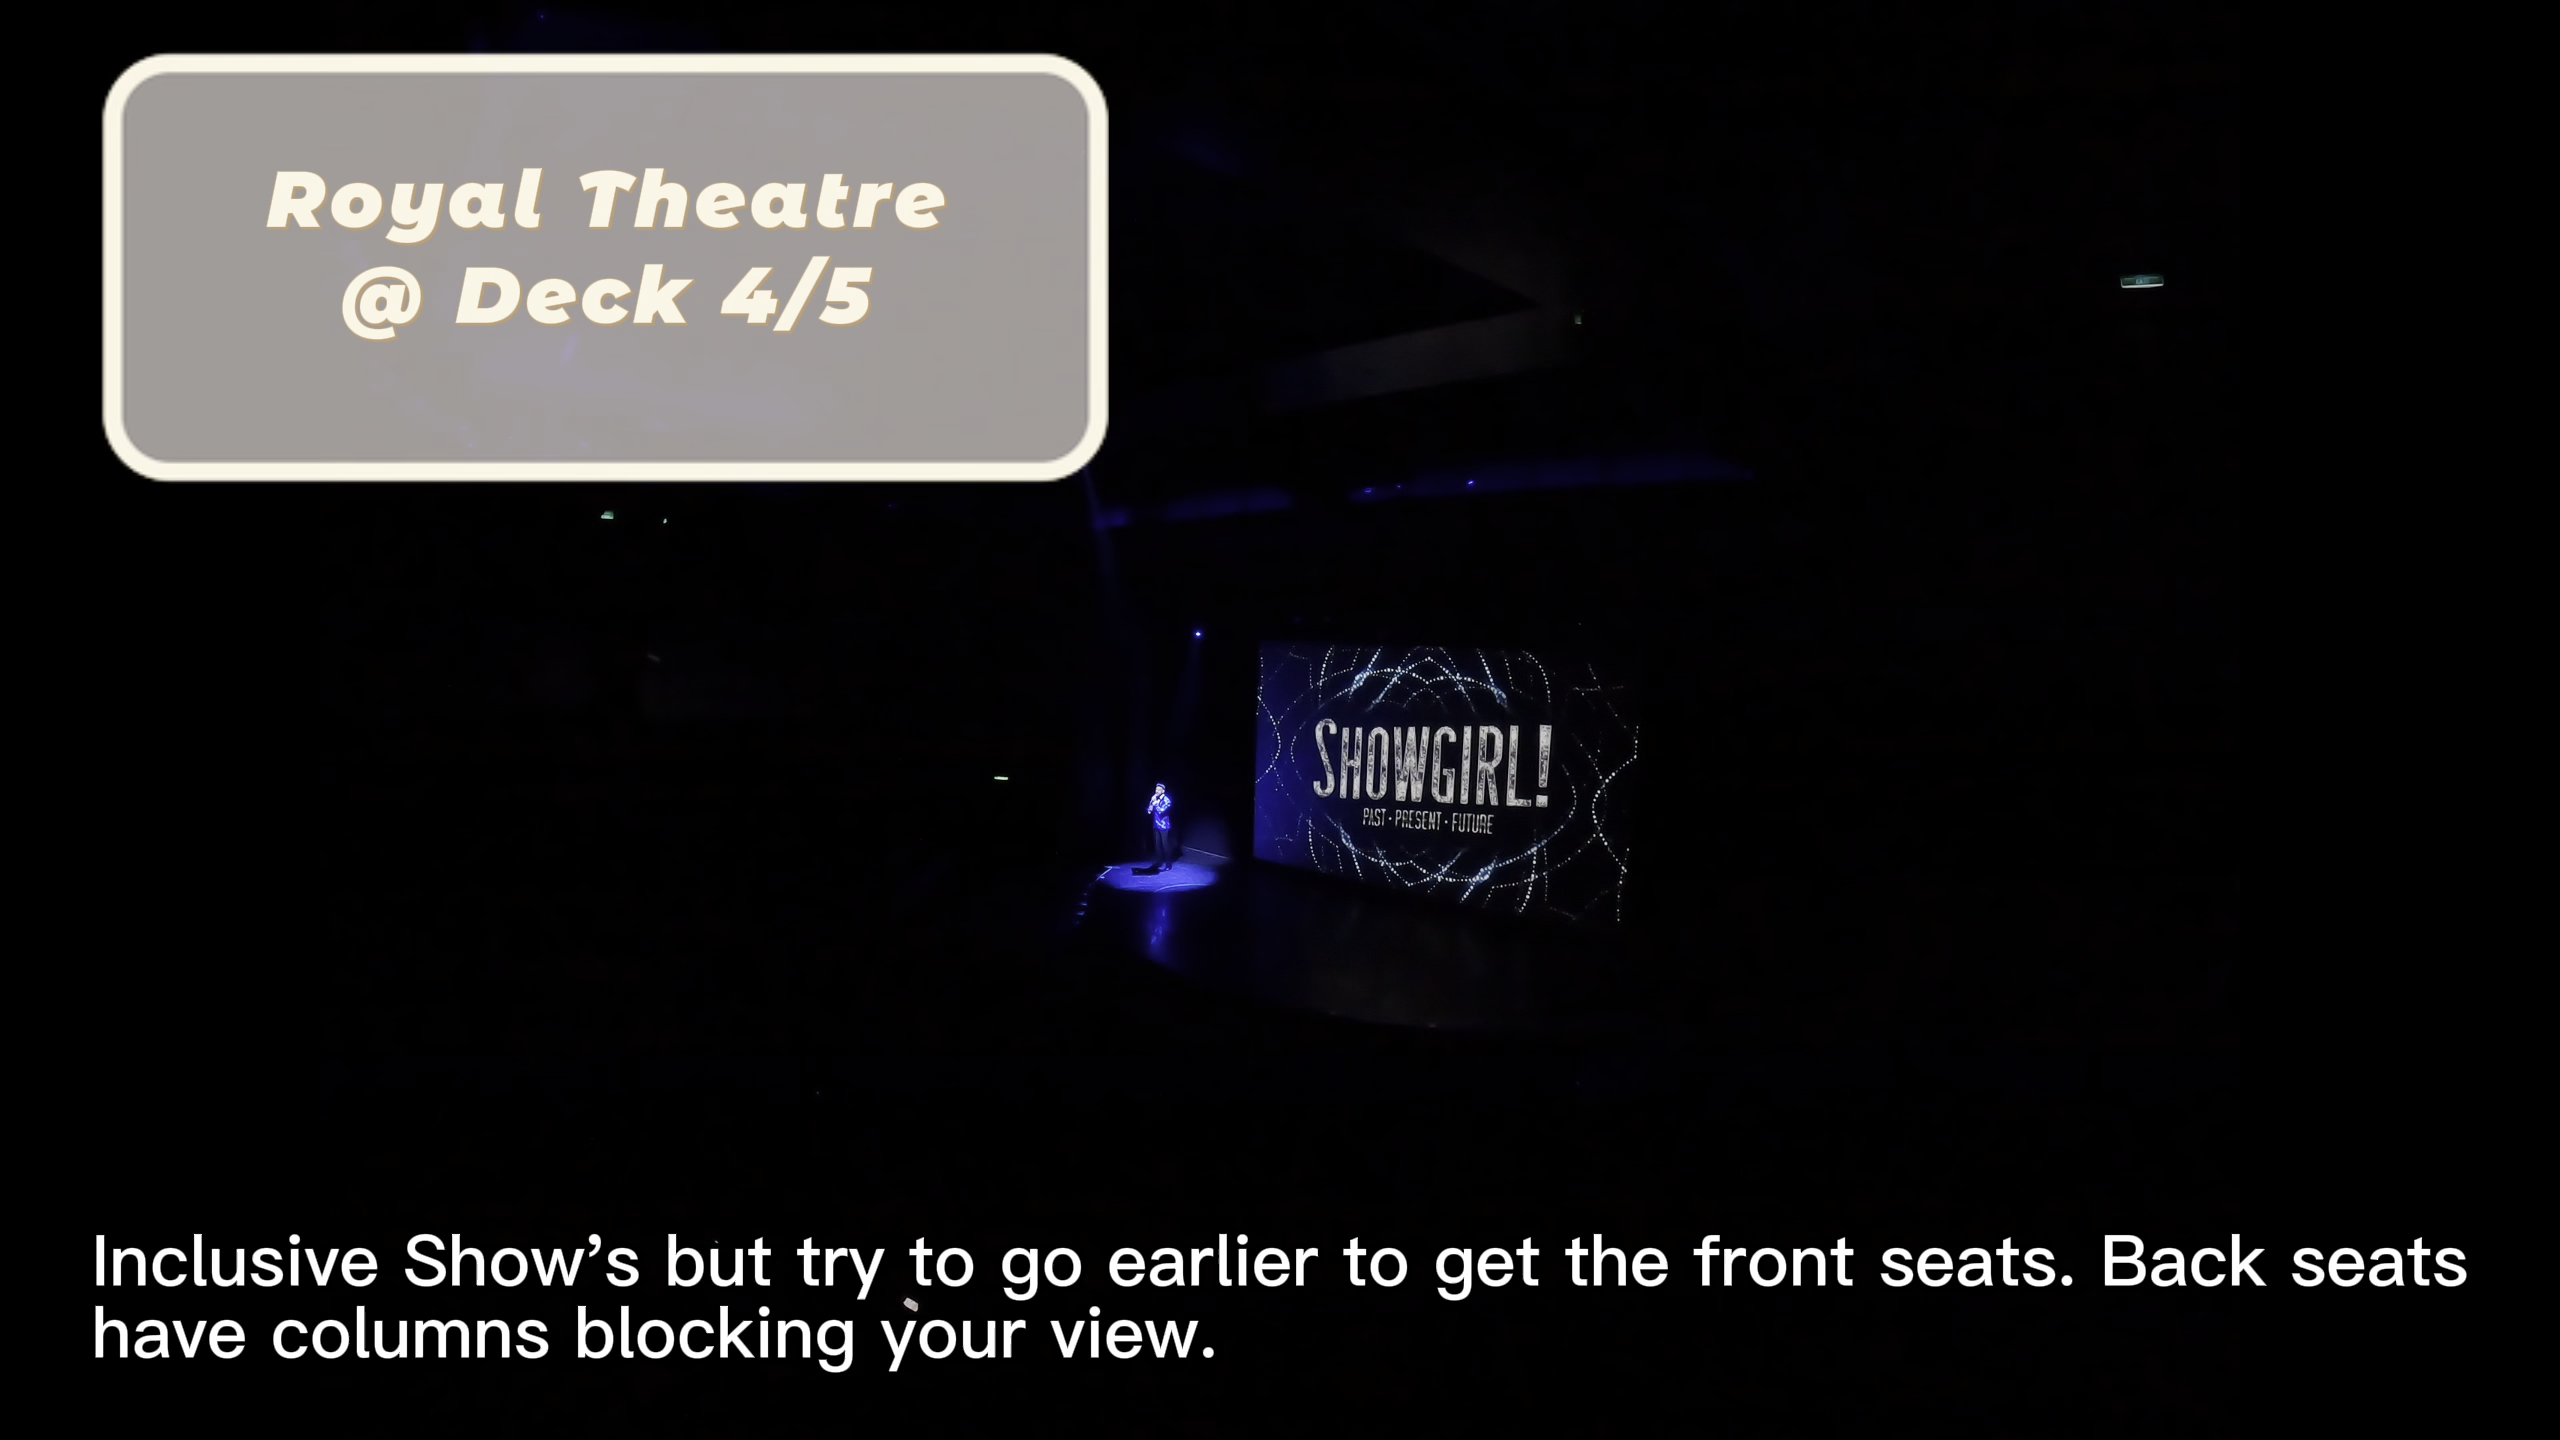 Royal Theatre
@ Deck 4/5
SHOWGIRL!
PAST · PRESENT · FUTURE
Inclusive Show’s but try to go earlier to get the front seats. Back seats
have columns blocking your view.